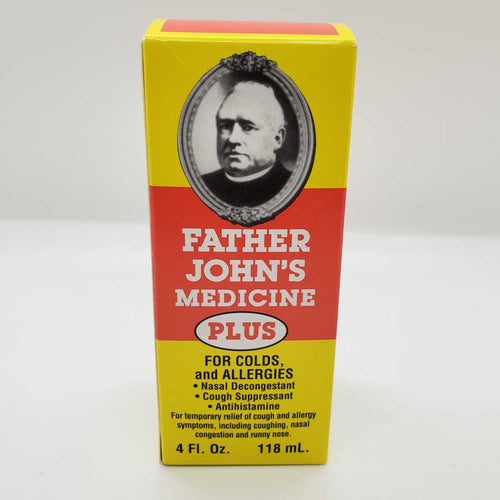 FATHER
JOHN'S
MEDICINE
PLUS
FOR COLDS,
and ALLERGIES
• Nasal Decongestant
• Cough Suppressant
• Antihistamine
For temporary relief of cough and allergy
symptoms, including coughing, nasal
congestion and runny nose.
4 Fl. Oz. 118 mL.